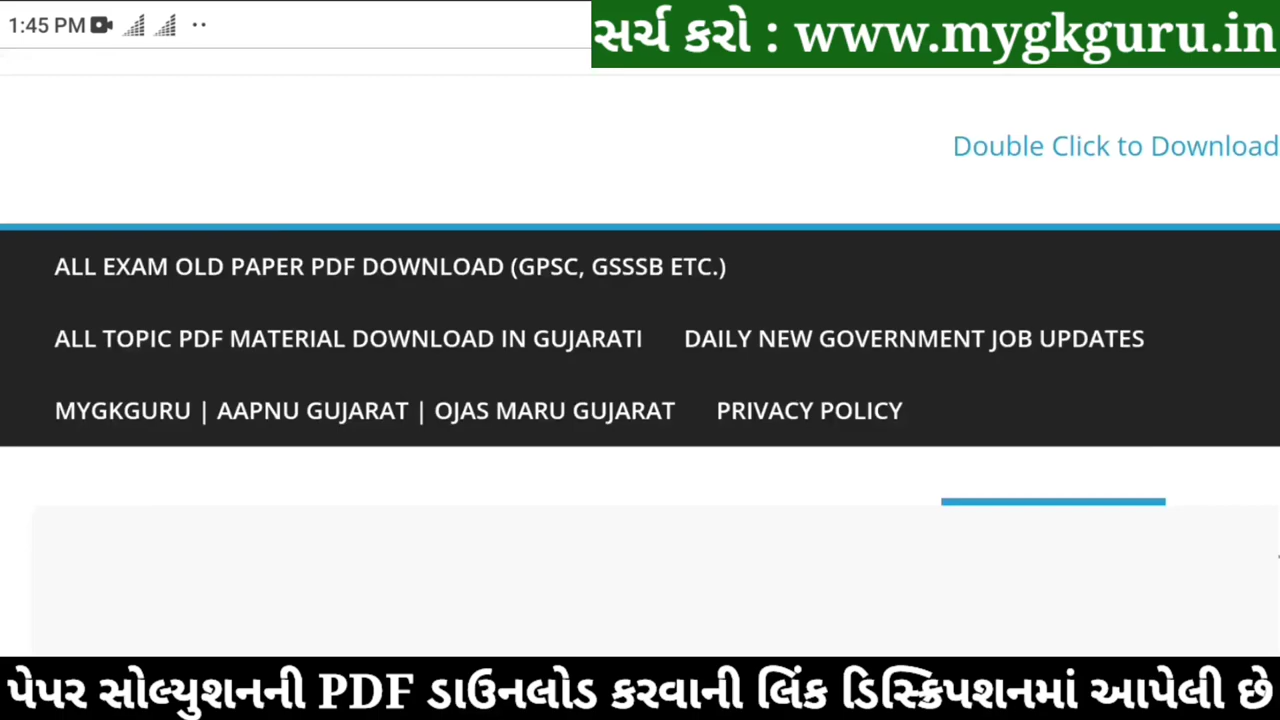 1:45 PM
સર્ચ કરો : www.mygkguru.in
Double Click to Download
ALL EXAM OLD PAPER PDF DOWNLOAD (GPSC, GSSSB ETC.)
ALL TOPIC PDF MATERIAL DOWNLOAD IN GUJARATI DAILY NEW GOVERNMENT JOB UPDATES
MYGKGURU | AAPNU GUJARAT | OJAS MARU GUJARAT PRIVACY POLICY
પેપર સોલ્યુશનની PDF ડાઉનલોડ કરવાની લિંક ડિસ્ક્રિપશનમાં આપેલી છે